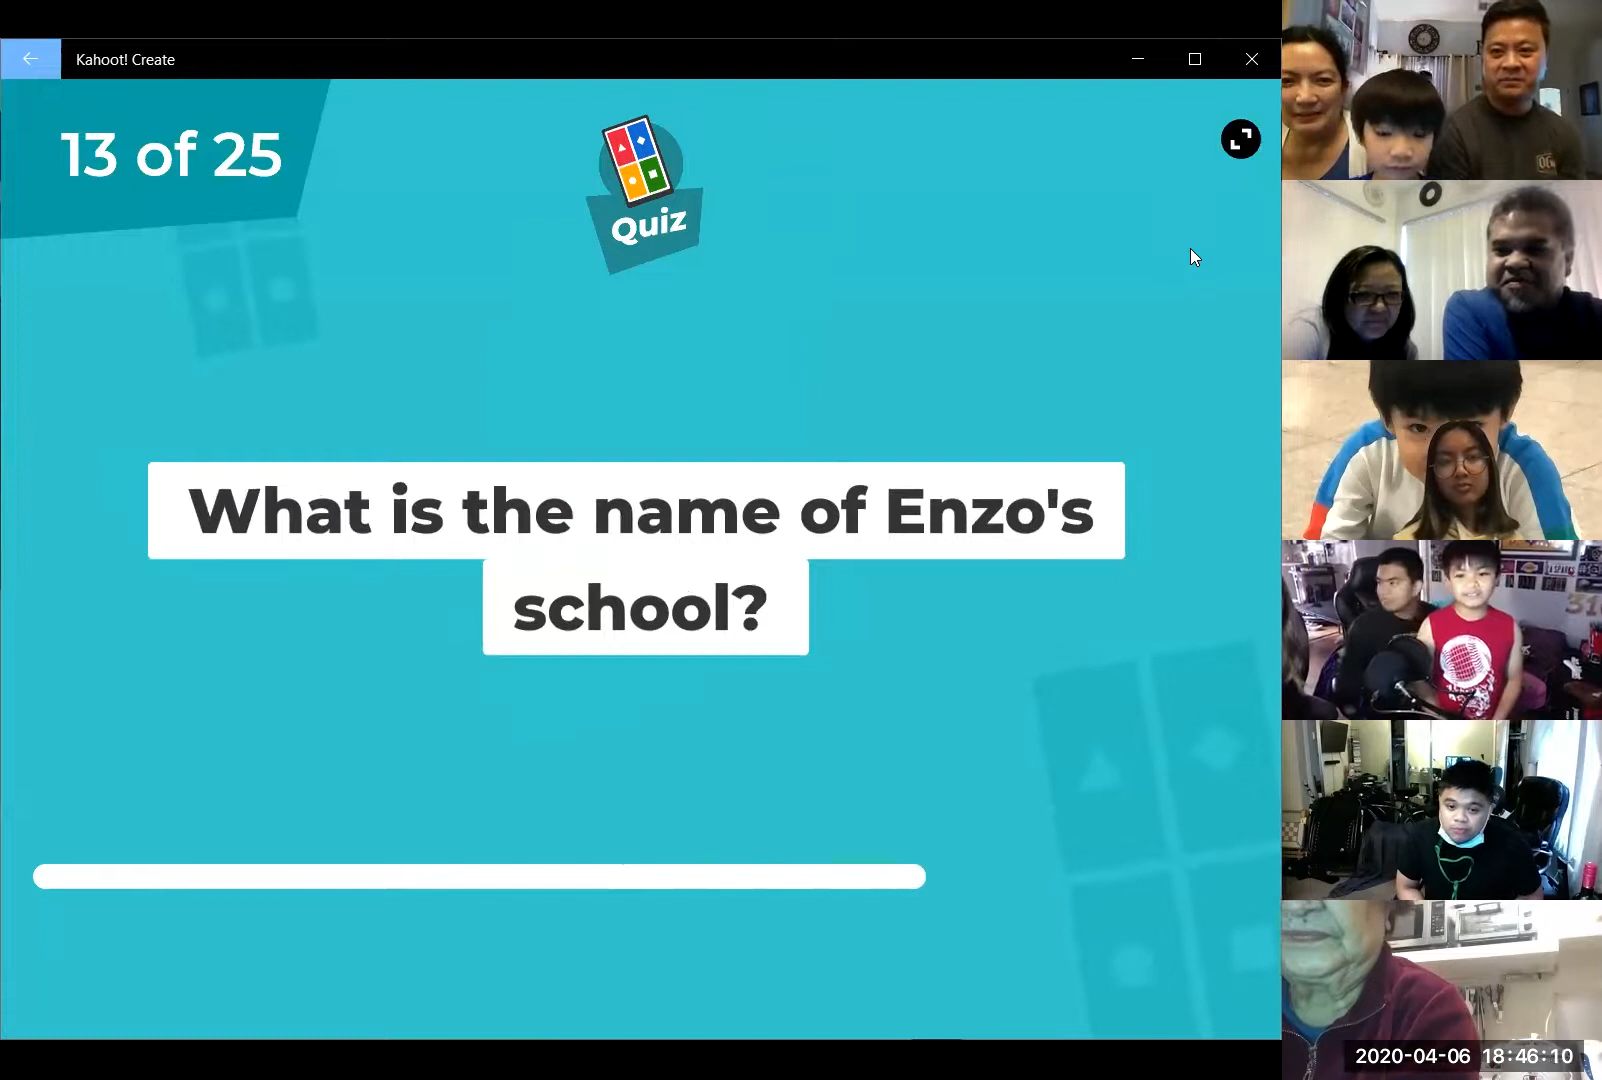 Kahoot! Create
13 of 25
Quiz
What is the name of Enzo's
school?
2020-04-06 18:46:10